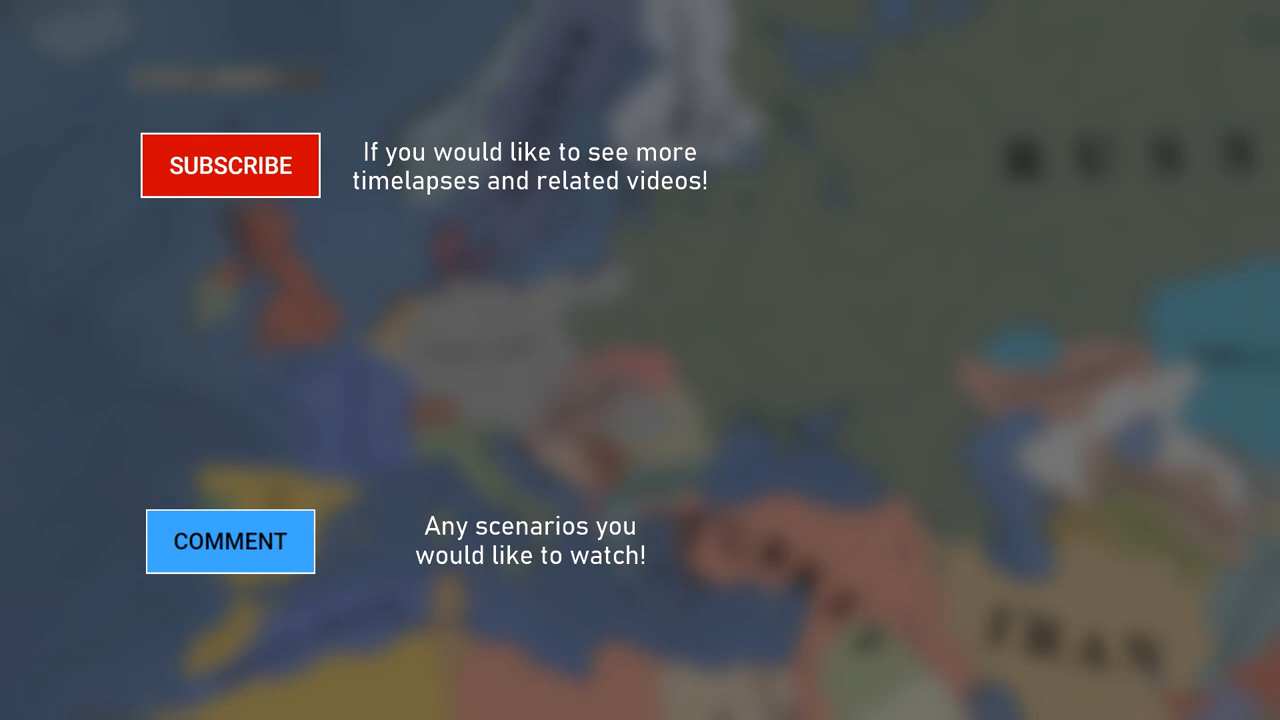 SUBSCRIBE
If you would like to see more
timelapses and related videos!
COMMENT
Any scenarios you
would like to watch!
IRAN